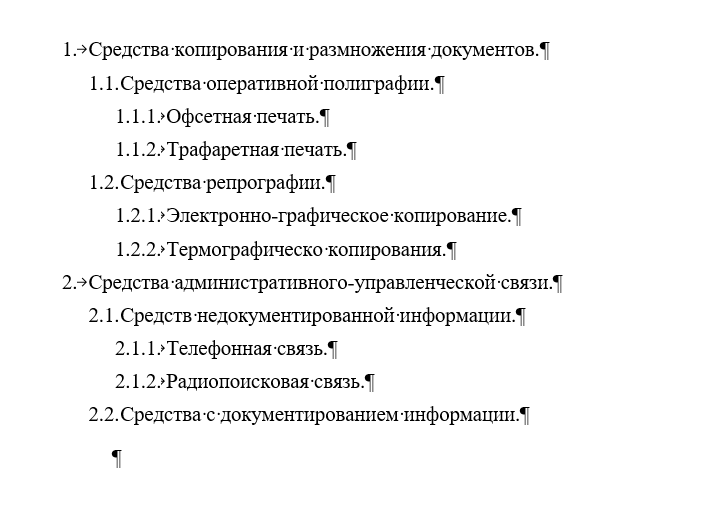 1. Средства копирования и размножения документов.
1.1. Средства оперативной полиграфии.
1.1.1. Офсетная печать.
1.1.2. Трафаретная печать.
1.2. Средства репрографии.
1.2.1. Электронно-графическое копирование.
1.2.2. Термографическо копирования.
2. Средства административного-управленческой связи.
2.1. Средств недокументированной информации.
2.1.1. Телефонная связь.
2.1.2. Радиопоисковая связь.
2.2. Средства с документированием информации.